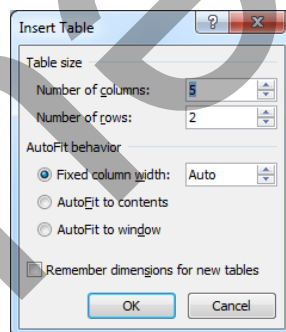 Insert Table
Table size
Number of columns: 5
Number of rows: 2
AutoFit behavior
Fixed column width: Auto
AutoFit to contents
AutoFit to window
Remember dimensions for new tables
OK Cancel